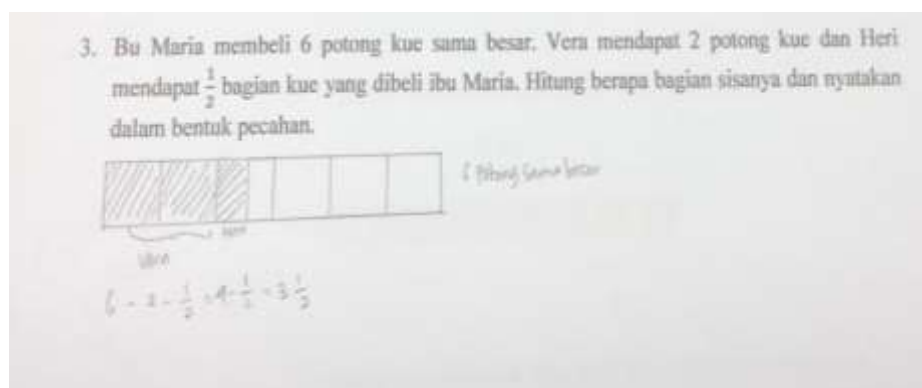 3. Bu Maria membeli 6 potong kue sama besar. Vera mendapat 2 potong kue dan Heri
mendapat 1/2 bagian kue yang dibeli ibu Maria. Hitung berapa bagian sisanya dan nyatakan
dalam bentuk pecahan.
6 potong sama besar
Heri
Vera
6 - 2 - 1/2 = 4 - 1/2 = 3 1/2